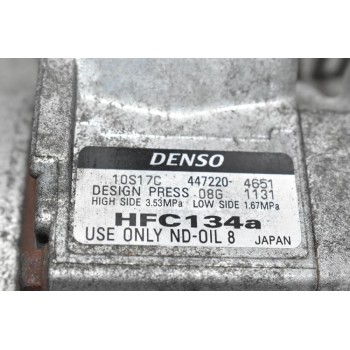 DENSO
10S17C 447220-4651
DESIGN PRESS .08G 1131
HIGH SIDE 3.53MPa LOW SIDE 1.67MPa
HFC134a
USE ONLY ND-OIL 8 JAPAN